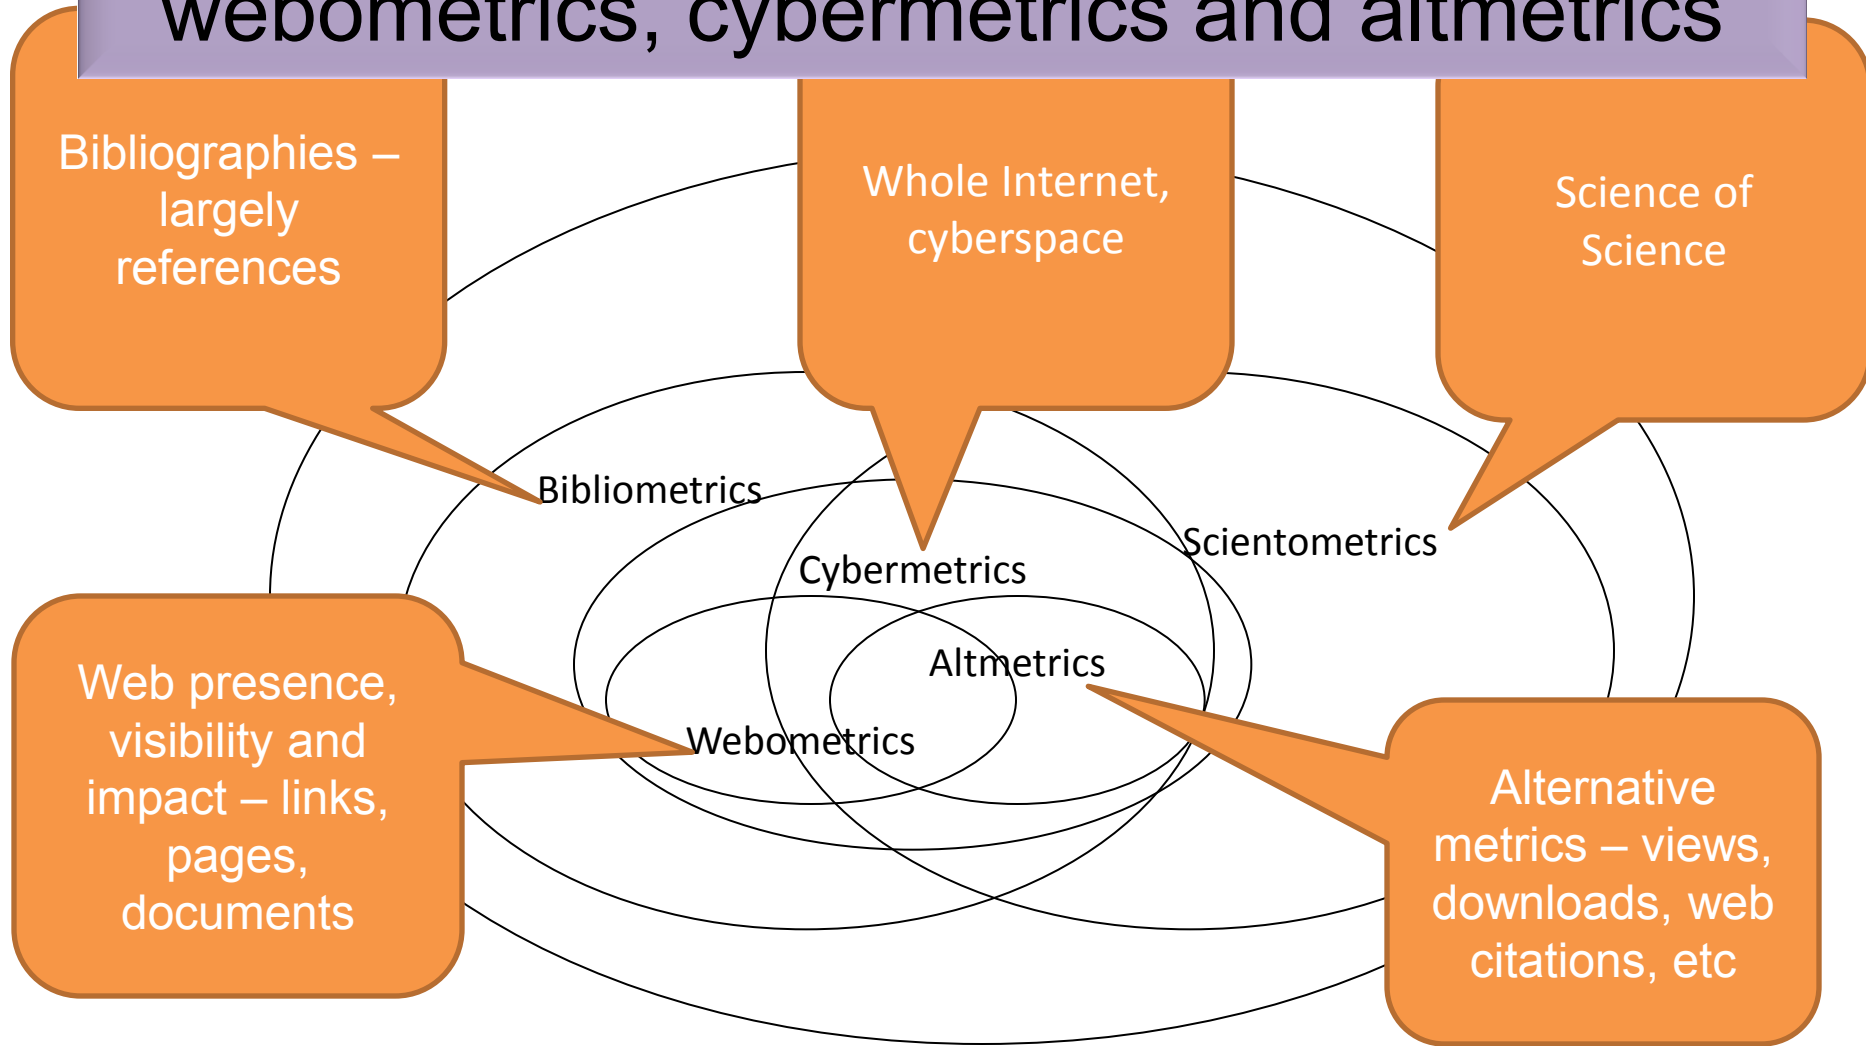 webometrics, cybermetrics and altmetrics
Bibliographies –
largely
references
Whole Internet,
cyberspace
Science of
Science
Bibliometrics
Scientometrics
Cybermetrics
Altmetrics
Webometrics
Web presence,
visibility and
impact – links,
pages,
documents
Alternative
metrics – views,
downloads, web
citations, etc